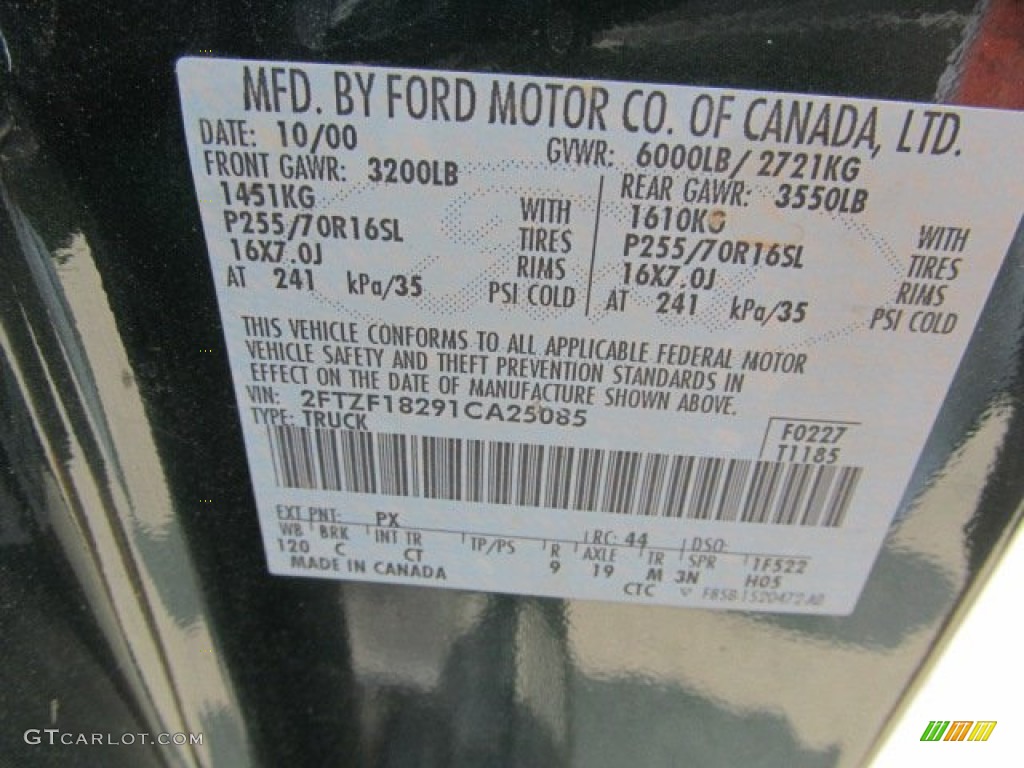 MFD. BY FORD MOTOR CO. OF CANADA, LTD.
DATE: 10/00 GVWR: 6000LB/ 2721KG
FRONT GAWR: 3200LB REAR GAWR: 3550LB
1451KG WITH 1610KG WITH
P255/70R16SL TIRES P255/70R16SL TIRES
16X7.0J RIMS 16X7.0J RIMS
AT 241 kPa/35 PSI COLD AT 241 kPa/35 PSI COLD
THIS VEHICLE CONFORMS TO ALL APPLICABLE FEDERAL MOTOR
VEHICLE SAFETY AND THEFT PREVENTION STANDARDS IN
EFFECT ON THE DATE OF MANUFACTURE SHOWN ABOVE.
VIN: 2FTZF18291CA25085
TYPE: TRUCK
F0227
T1185
EXT PNT: PX RC: 44 DSO:
WB BRK INT TR TP/PS R AXLE TR SPR 1F522
120 C CT 9 19 M 3N H05
MADE IN CANADA CTC F85B-1520472-AB
GTCARLOT.COM